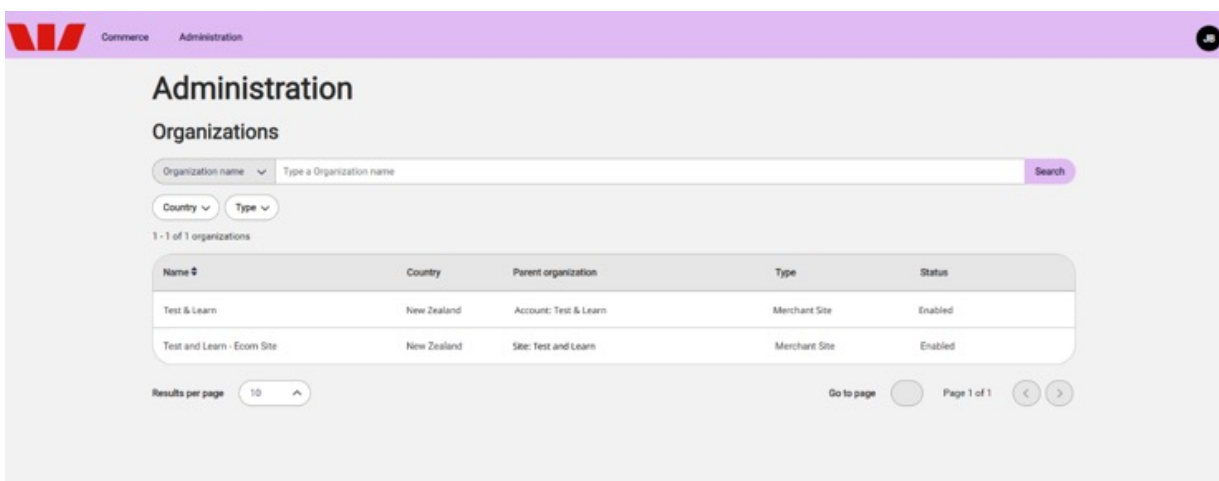 Commerce Administration JB
Administration
Organizations
Organization name Type a Organization name Search
Country Type
1 - 1 of 1 organizations
Name Country Parent organization Type Status
Test & Learn New Zealand Account: Test & Learn Merchant Site Enabled
Test and Learn - Ecom Site New Zealand Site: Test and Learn Merchant Site Enabled
Results per page 10 Go to page Page 1 of 1